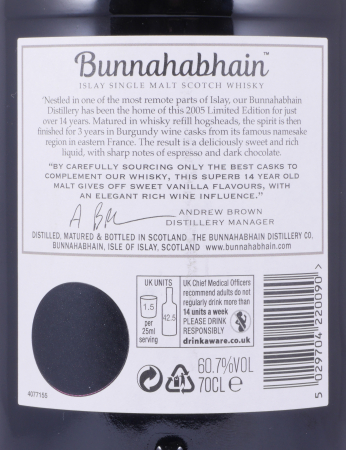 Bunnahabhain™
ISLAY SINGLE MALT SCOTCH WHISKY
'Nestled in one of the most remote parts of Islay, our Bunnahabhain
Distillery has been the home of this 2005 Limited Edition for just
over 14 years. Matured in whisky refill hogsheads, the spirit is then
finished for 3 years in Burgundy wine casks from its famous namesake
region in eastern France. The result is a deliciously sweet and rich
liquid, with sharp notes of espresso and dark chocolate.
"BY CAREFULLY SOURCING ONLY THE BEST CASKS TO
COMPLEMENT OUR WHISKY, THIS SUPERB 14 YEAR OLD
MALT GIVES OFF SWEET VANILLA FLAVOURS, WITH
AN ELEGANT RICH WINE INFLUENCE."
ANDREW BROWN
DISTILLERY MANAGER
DISTILLED, MATURED & BOTTLED IN SCOTLAND THE BUNNAHABHAIN DISTILLERY CO.
BUNNAHABHAIN, ISLE OF ISLAY, SCOTLAND www.bunnahabhain.com
UK UNITS
1.5
42.5
per
25ml
serving
UK Chief Medical Officers
recommend adults do not
regularly drink more than
14 units a week
PLEASE DRINK
RESPONSIBLY
drinkaware.co.uk
60.7%VOL
70CL e
4077155
5 029704 220090 >